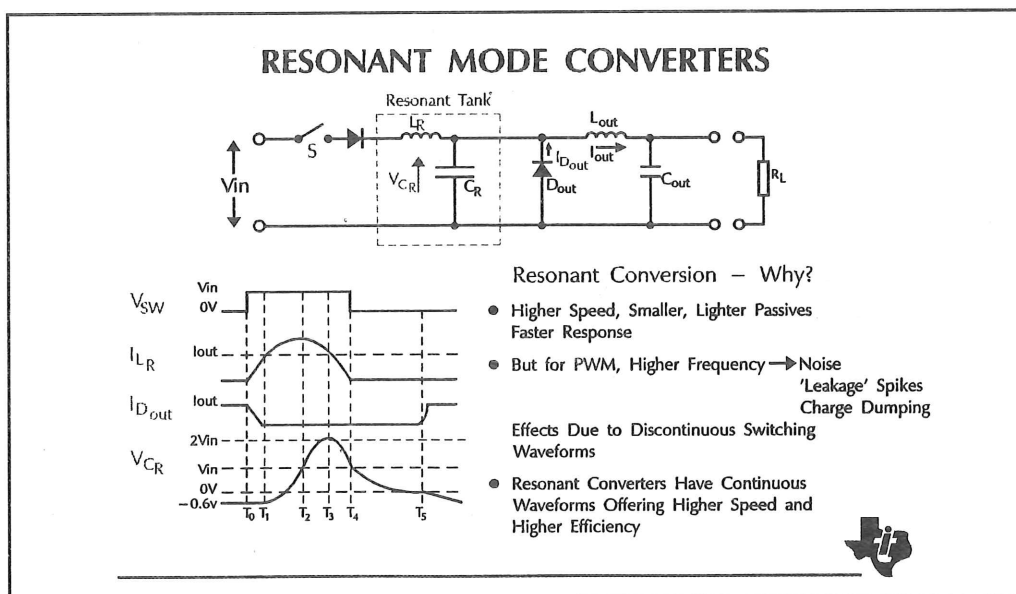 RESONANT MODE CONVERTERS
Resonant Tank
LR
Lout
S
IDout
Iout
Vin
VCR
CR
Dout
Cout
RL
Resonant Conversion – Why?
● Higher Speed, Smaller, Lighter Passives
Faster Response
● But for PWM, Higher Frequency → Noise
'Leakage' Spikes
Charge Dumping
Effects Due to Discontinuous Switching
Waveforms
● Resonant Converters Have Continuous
Waveforms Offering Higher Speed and
Higher Efficiency
VSW
Vin
0V
ILR
Iout
IDout
Iout
VCR
2Vin
Vin
0V
–0.6v
T0 T1 T2 T3 T4 T5
i